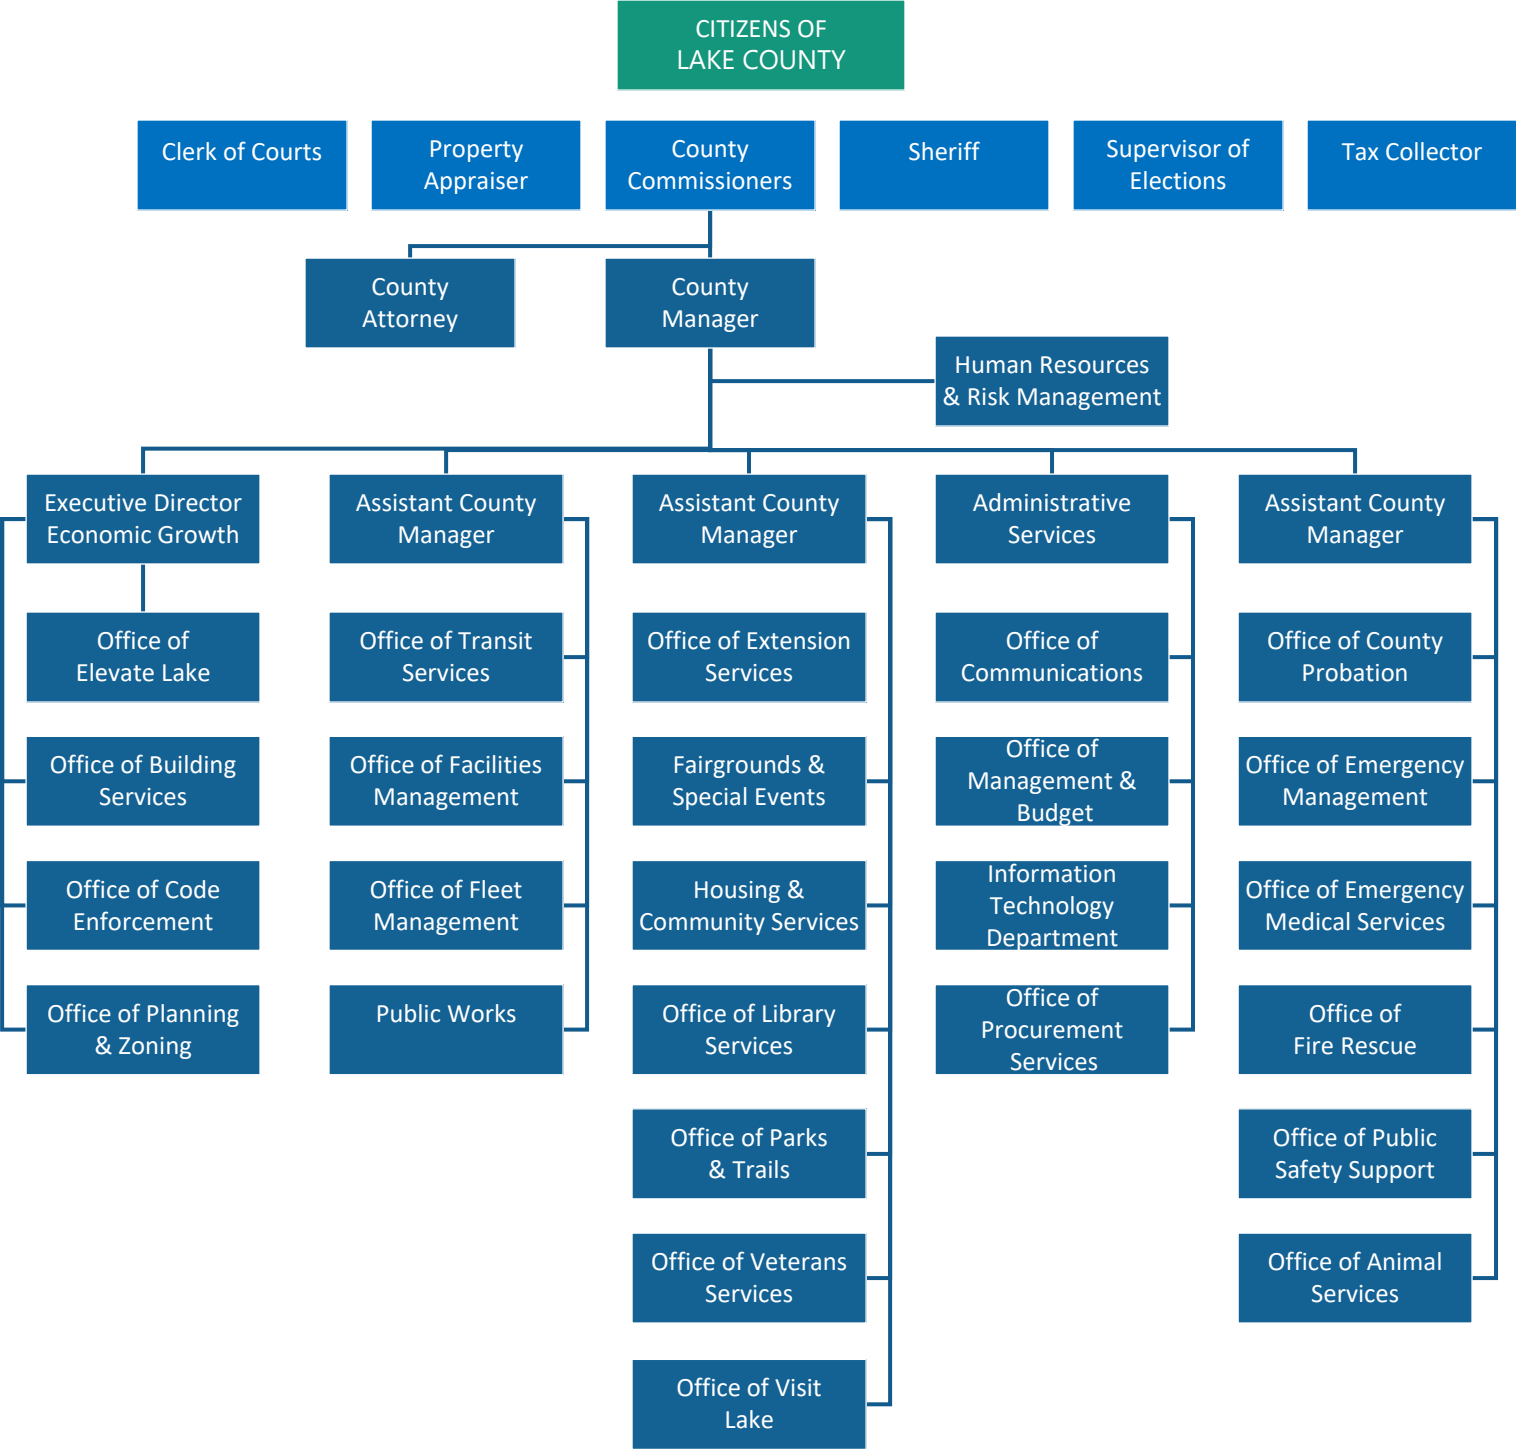 CITIZENS OF
LAKE COUNTY
Clerk of Courts
Property
Appraiser
County
Commissioners
Sheriff
Supervisor of
Elections
Tax Collector
County
Attorney
County
Manager
Human Resources
& Risk Management
Executive Director
Economic Growth
Assistant County
Manager
Assistant County
Manager
Administrative
Services
Assistant County
Manager
Office of
Elevate Lake
Office of Transit
Services
Office of Extension
Services
Office of
Communications
Office of County
Probation
Office of Building
Services
Office of Facilities
Management
Fairgrounds &
Special Events
Office of
Management &
Budget
Office of Emergency
Management
Office of Code
Enforcement
Office of Fleet
Management
Housing &
Community Services
Information
Technology
Department
Office of Emergency
Medical Services
Office of Planning
& Zoning
Public Works
Office of Library
Services
Office of
Procurement
Services
Office of
Fire Rescue
Office of Parks
& Trails
Office of Public
Safety Support
Office of Veterans
Services
Office of Animal
Services
Office of Visit
Lake